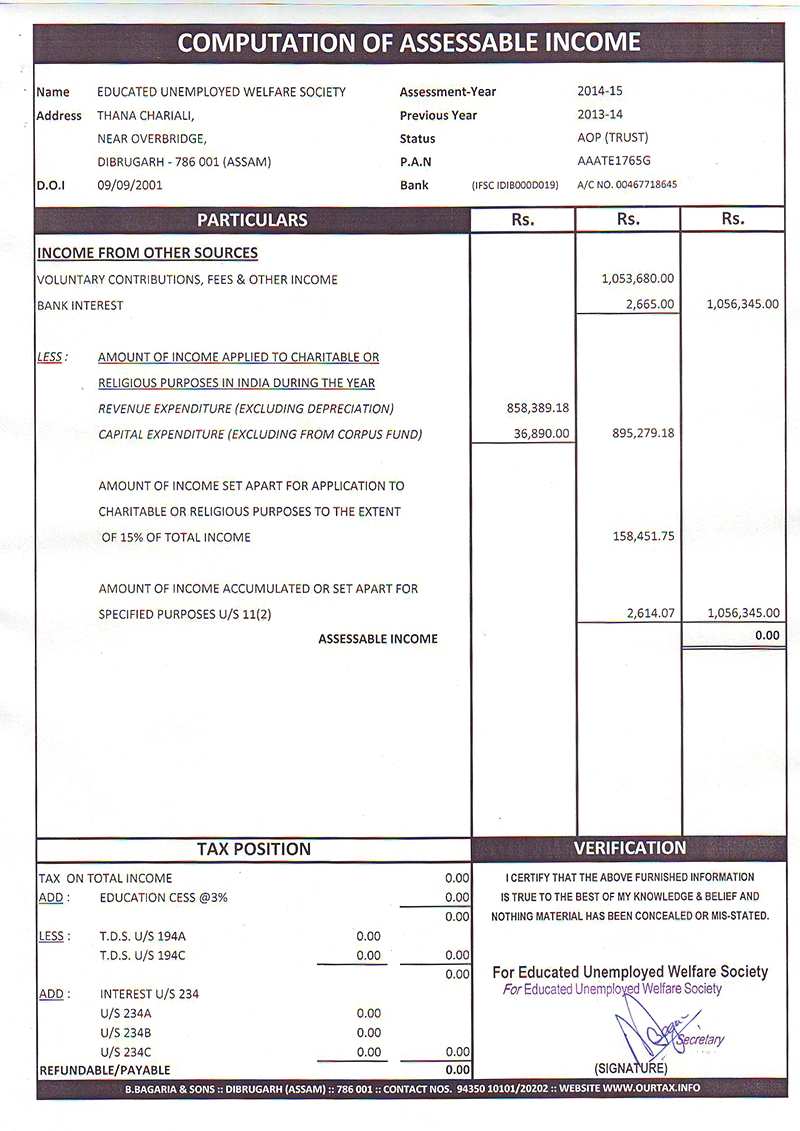 COMPUTATION OF ASSESSABLE INCOME
Name EDUCATED UNEMPLOYED WELFARE SOCIETY Assessment-Year 2014-15
Address THANA CHARIALI, Previous Year 2013-14
NEAR OVERBRIDGE, Status AOP (TRUST)
DIBRUGARH - 786 001 (ASSAM) P.A.N AAATE1765G
D.O.I 09/09/2001 Bank (IFSC IDIB000D019) A/C NO. 00467718645
PARTICULARS Rs. Rs. Rs.
INCOME FROM OTHER SOURCES
VOLUNTARY CONTRIBUTIONS, FEES & OTHER INCOME 1,053,680.00
BANK INTEREST 2,665.00 1,056,345.00
LESS : AMOUNT OF INCOME APPLIED TO CHARITABLE OR
RELIGIOUS PURPOSES IN INDIA DURING THE YEAR
REVENUE EXPENDITURE (EXCLUDING DEPRECIATION) 858,389.18
CAPITAL EXPENDITURE (EXCLUDING FROM CORPUS FUND) 36,890.00 895,279.18
AMOUNT OF INCOME SET APART FOR APPLICATION TO
CHARITABLE OR RELIGIOUS PURPOSES TO THE EXTENT
OF 15% OF TOTAL INCOME 158,451.75
AMOUNT OF INCOME ACCUMULATED OR SET APART FOR
SPECIFIED PURPOSES U/S 11(2) 2,614.07 1,056,345.00
ASSESSABLE INCOME 0.00
TAX POSITION
TAX ON TOTAL INCOME 0.00
ADD : EDUCATION CESS @3% 0.00
0.00
LESS : T.D.S. U/S 194A 0.00
T.D.S. U/S 194C 0.00 0.00
0.00
ADD : INTEREST U/S 234
U/S 234A 0.00
U/S 234B 0.00
U/S 234C 0.00 0.00
REFUNDABLE/PAYABLE 0.00
VERIFICATION
I CERTIFY THAT THE ABOVE FURNISHED INFORMATION
IS TRUE TO THE BEST OF MY KNOWLEDGE & BELIEF AND
NOTHING MATERIAL HAS BEEN CONCEALED OR MIS-STATED.
For Educated Unemployed Welfare Society
For Educated Unemployed Welfare Society
Secretary
(SIGNATURE)
B.BAGARIA & SONS :: DIBRUGARH (ASSAM) :: 786 001 :: CONTACT NOS. 94350 10101/20202 :: WEBSITE WWW.OURTAX.INFO